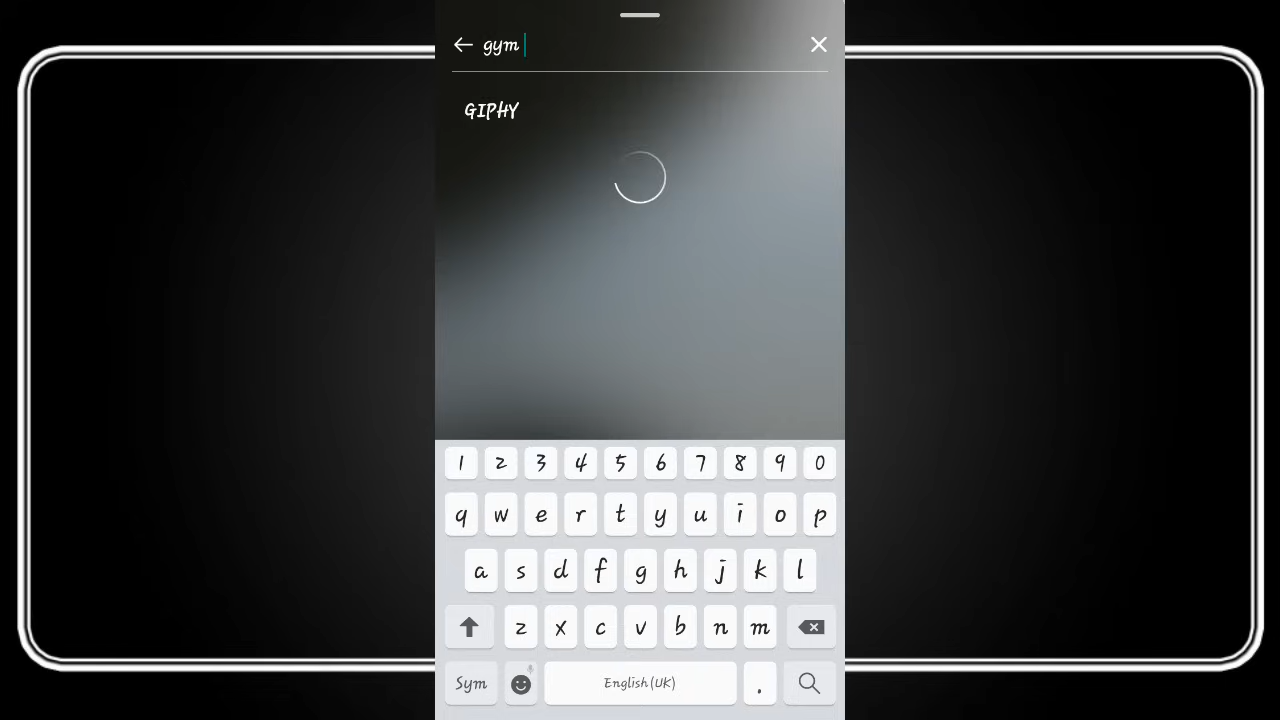 gym
GIPHY
1 2 3 4 5 6 7 8 9 0
q w e r t y u i o p
a s d f g h j k l
z x c v b n m
Sym English (UK) .